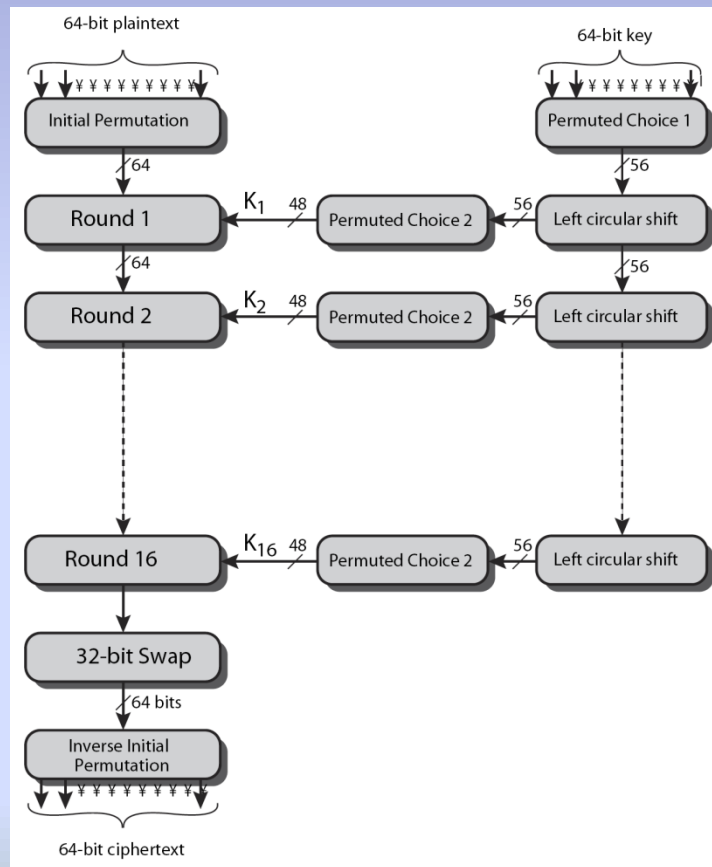 64-bit plaintext
64-bit key
¥ ¥ ¥ ¥ ¥ ¥ ¥ ¥ ¥
¥ ¥ ¥ ¥ ¥ ¥ ¥ ¥
Initial Permutation
Permuted Choice 1
64
56
Round 1
K1
48
Permuted Choice 2
56
Left circular shift
64
56
Round 2
K2
48
Permuted Choice 2
56
Left circular shift
Round 16
K16
48
Permuted Choice 2
56
Left circular shift
32-bit Swap
64 bits
Inverse Initial
Permutation
¥ ¥ ¥ ¥ ¥ ¥ ¥ ¥ ¥
64-bit ciphertext